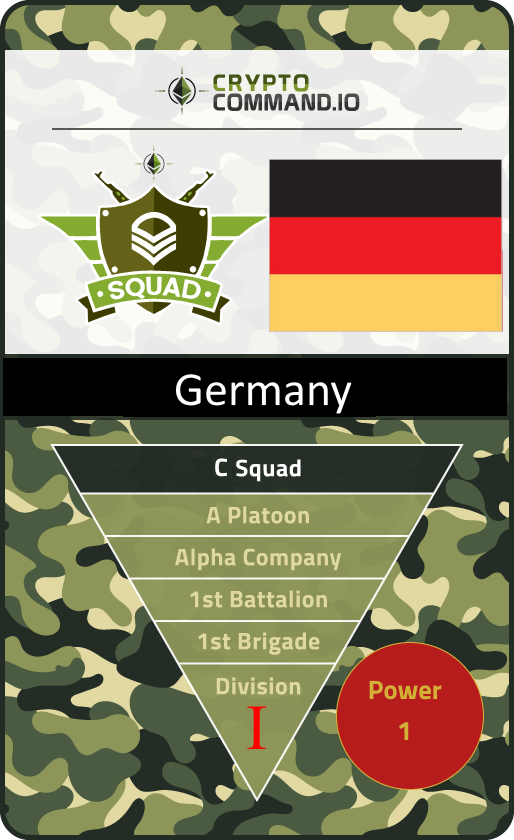 CRYPTO
COMMAND.IO
SQUAD
Germany
C Squad
A Platoon
Alpha Company
1st Battalion
1st Brigade
Division
I
Power
1